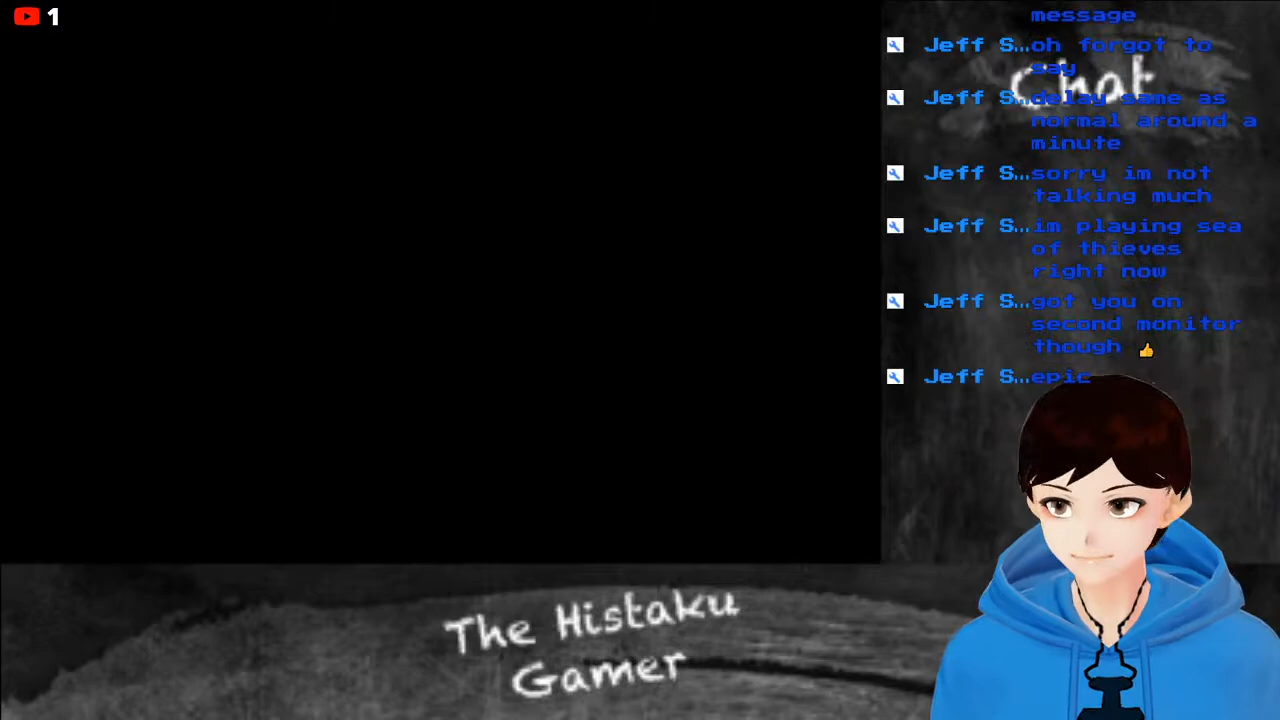 1
message
Jeff S...oh forgot to
say
Chat
Jeff S...delay same as
normal around a
minute
Jeff S...sorry im not
talking much
Jeff S...im playing sea
of thieves
right now
Jeff S...got you on
second monitor
though 👍
Jeff S...epic
The Histaku
Gamer